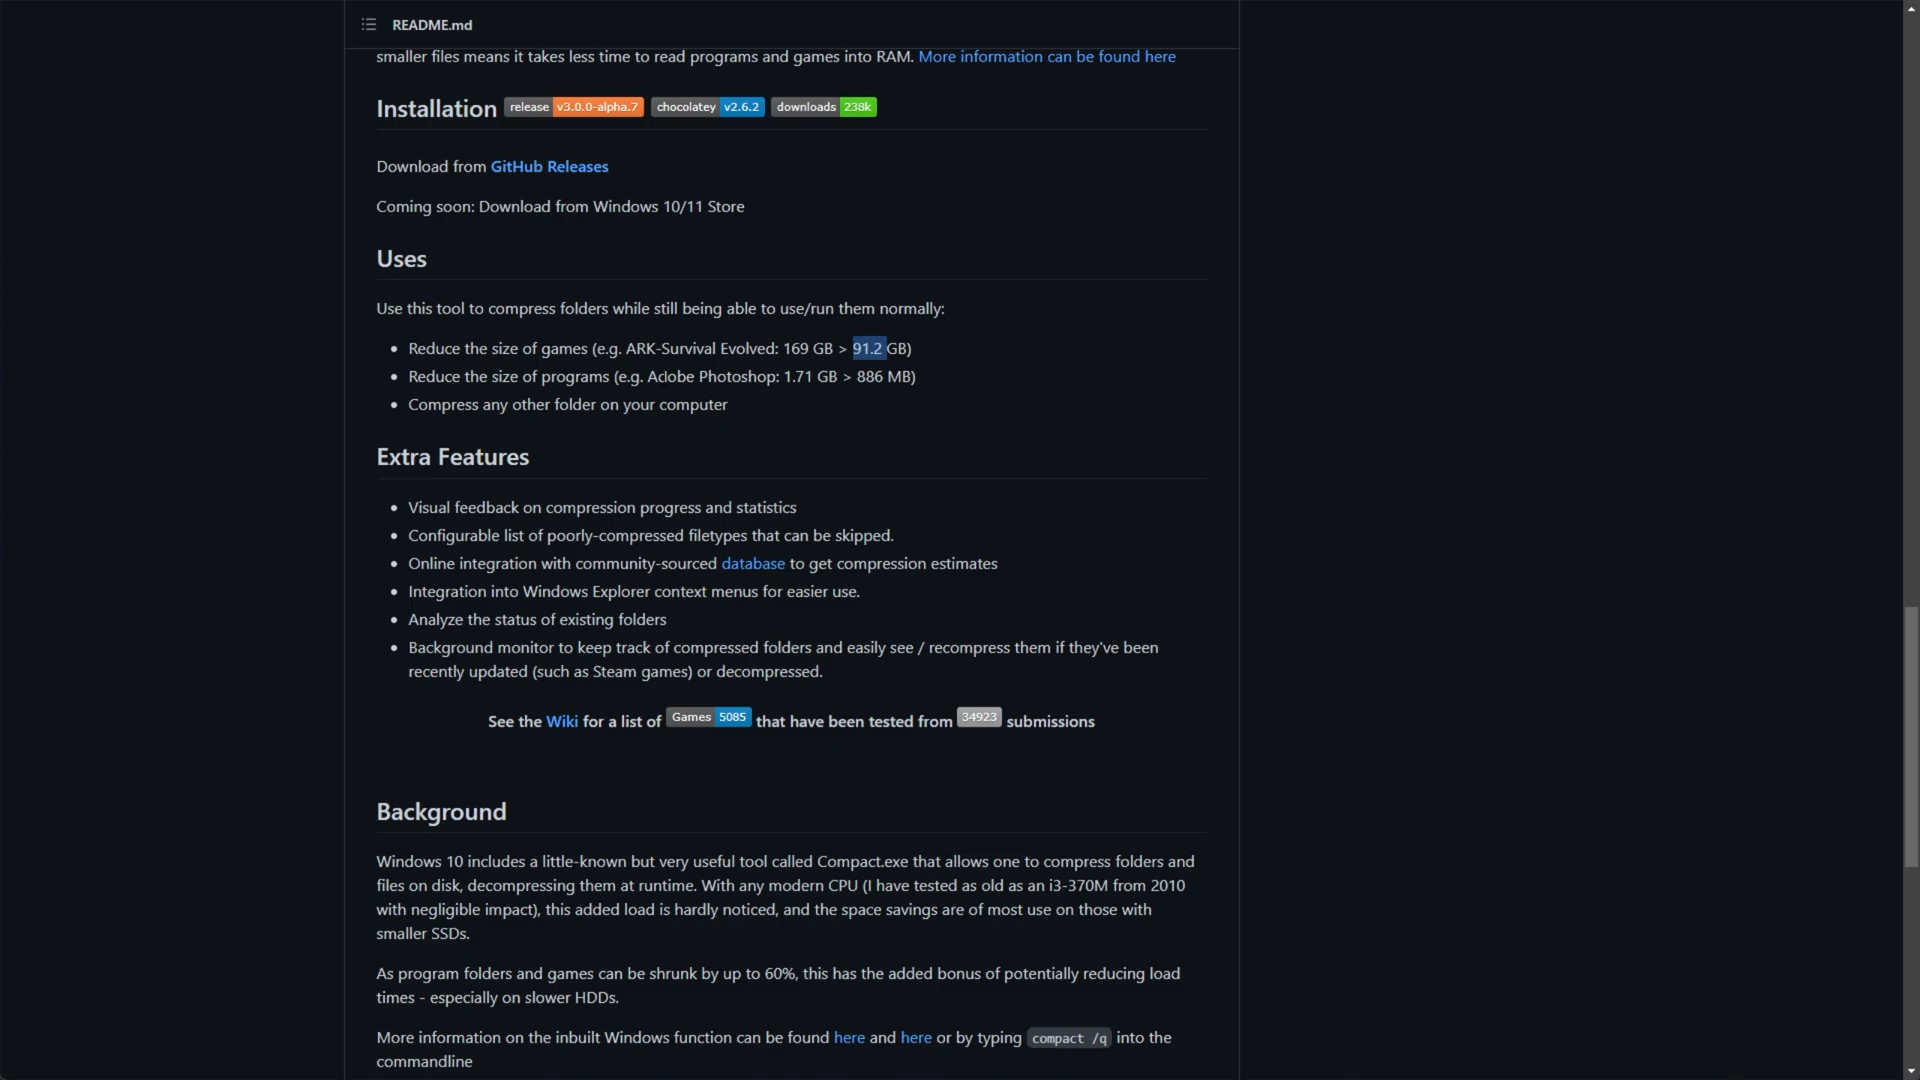 README.md
smaller files means it takes less time to read programs and games into RAM. More information can be found here
Installation release v3.0.0-alpha.7 chocolatey v2.6.2 downloads 238k
Download from GitHub Releases
Coming soon: Download from Windows 10/11 Store
Uses
Use this tool to compress folders while still being able to use/run them normally:
• Reduce the size of games (e.g. ARK-Survival Evolved: 169 GB > 91.2 GB)
• Reduce the size of programs (e.g. Adobe Photoshop: 1.71 GB > 886 MB)
• Compress any other folder on your computer
Extra Features
• Visual feedback on compression progress and statistics
• Configurable list of poorly-compressed filetypes that can be skipped.
• Online integration with community-sourced database to get compression estimates
• Integration into Windows Explorer context menus for easier use.
• Analyze the status of existing folders
• Background monitor to keep track of compressed folders and easily see / recompress them if they've been
recently updated (such as Steam games) or decompressed.
See the Wiki for a list of Games 5085 that have been tested from 34923 submissions
Background
Windows 10 includes a little-known but very useful tool called Compact.exe that allows one to compress folders and
files on disk, decompressing them at runtime. With any modern CPU (I have tested as old as an i3-370M from 2010
with negligible impact), this added load is hardly noticed, and the space savings are of most use on those with
smaller SSDs.
As program folders and games can be shrunk by up to 60%, this has the added bonus of potentially reducing load
times - especially on slower HDDs.
More information on the inbuilt Windows function can be found here and here or by typing compact /q into the
commandline